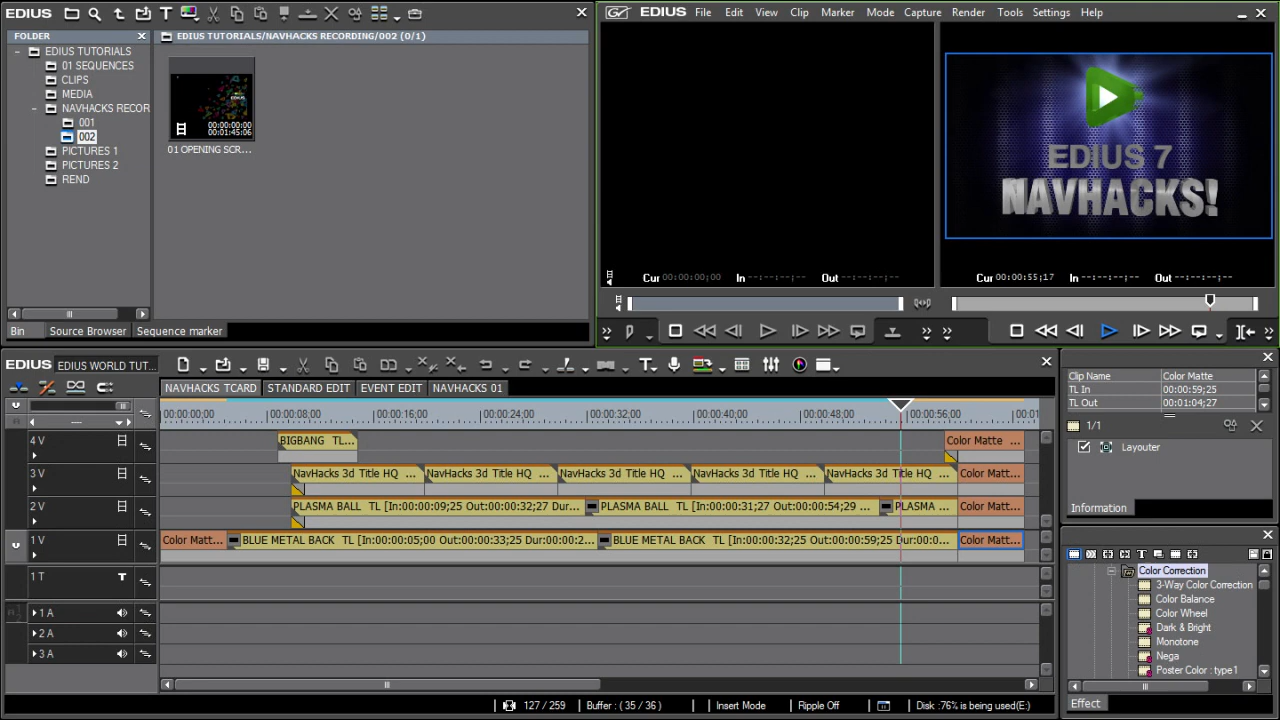 EDIUS
FOLDER
EDIUS TUTORIALS
01 SEQUENCES
CLIPS
MEDIA
NAVHACKS RECOR
001
002
PICTURES 1
PICTURES 2
REND
EDIUS TUTORIALS/NAVHACKS RECORDING/002 (0/1)
00:00:00:00
00:01:45:06
01 OPENING SCR...
Bin Source Browser Sequence marker
EDIUS File Edit View Clip Marker Mode Capture Render Tools Settings Help
EDIUS 7
NAVHACKS!
Cur 00:00:00;00 In --:--:--;-- Out --:--:--;--
Cur 00:00:55;17 In --:--:--;-- Out --:--:--;--
EDIUS EDIUS WORLD TUT...
NAVHACKS TCARD STANDARD EDIT EVENT EDIT NAVHACKS 01
00:00:00;00 00:00:08;00 00:00:16;00 00:00:24;00 00:00:32;00 00:00:40;00 00:00:48;00 00:00:56;00 00:01
4 V BIGBANG TL... Color Matte ...
3 V NavHacks 3d Title HQ ... NavHacks 3d Title HQ ... NavHacks 3d Title HQ ... NavHacks 3d Title HQ ... NavHacks 3d Title HQ ... Color Matt...
2 V PLASMA BALL TL [In:00:00:09;25 Out:00:00:32;27 Dur... PLASMA BALL TL [In:00:00:31;27 Out:00:00:54;29 ... PLASMA ... Color Matt...
1 V Color Matt... BLUE METAL BACK TL [In:00:00:05;00 Out:00:00:33;25 Dur:00:00:2... BLUE METAL BACK TL [In:00:00:32;25 Out:00:00:59;25 Dur:00:0... Color Matt...
1 T T
1 A
2 A
3 A
127 / 259 Buffer : ( 35 / 36 ) Insert Mode Ripple Off Disk :76% is being used(E:)
Clip Name Color Matte
TL In 00:00:59;25
TL Out 00:01:04;27
1/1
Layouter
Information
Color Correction
3-Way Color Correction
Color Balance
Color Wheel
Dark & Bright
Monotone
Nega
Poster Color : type1
Effect